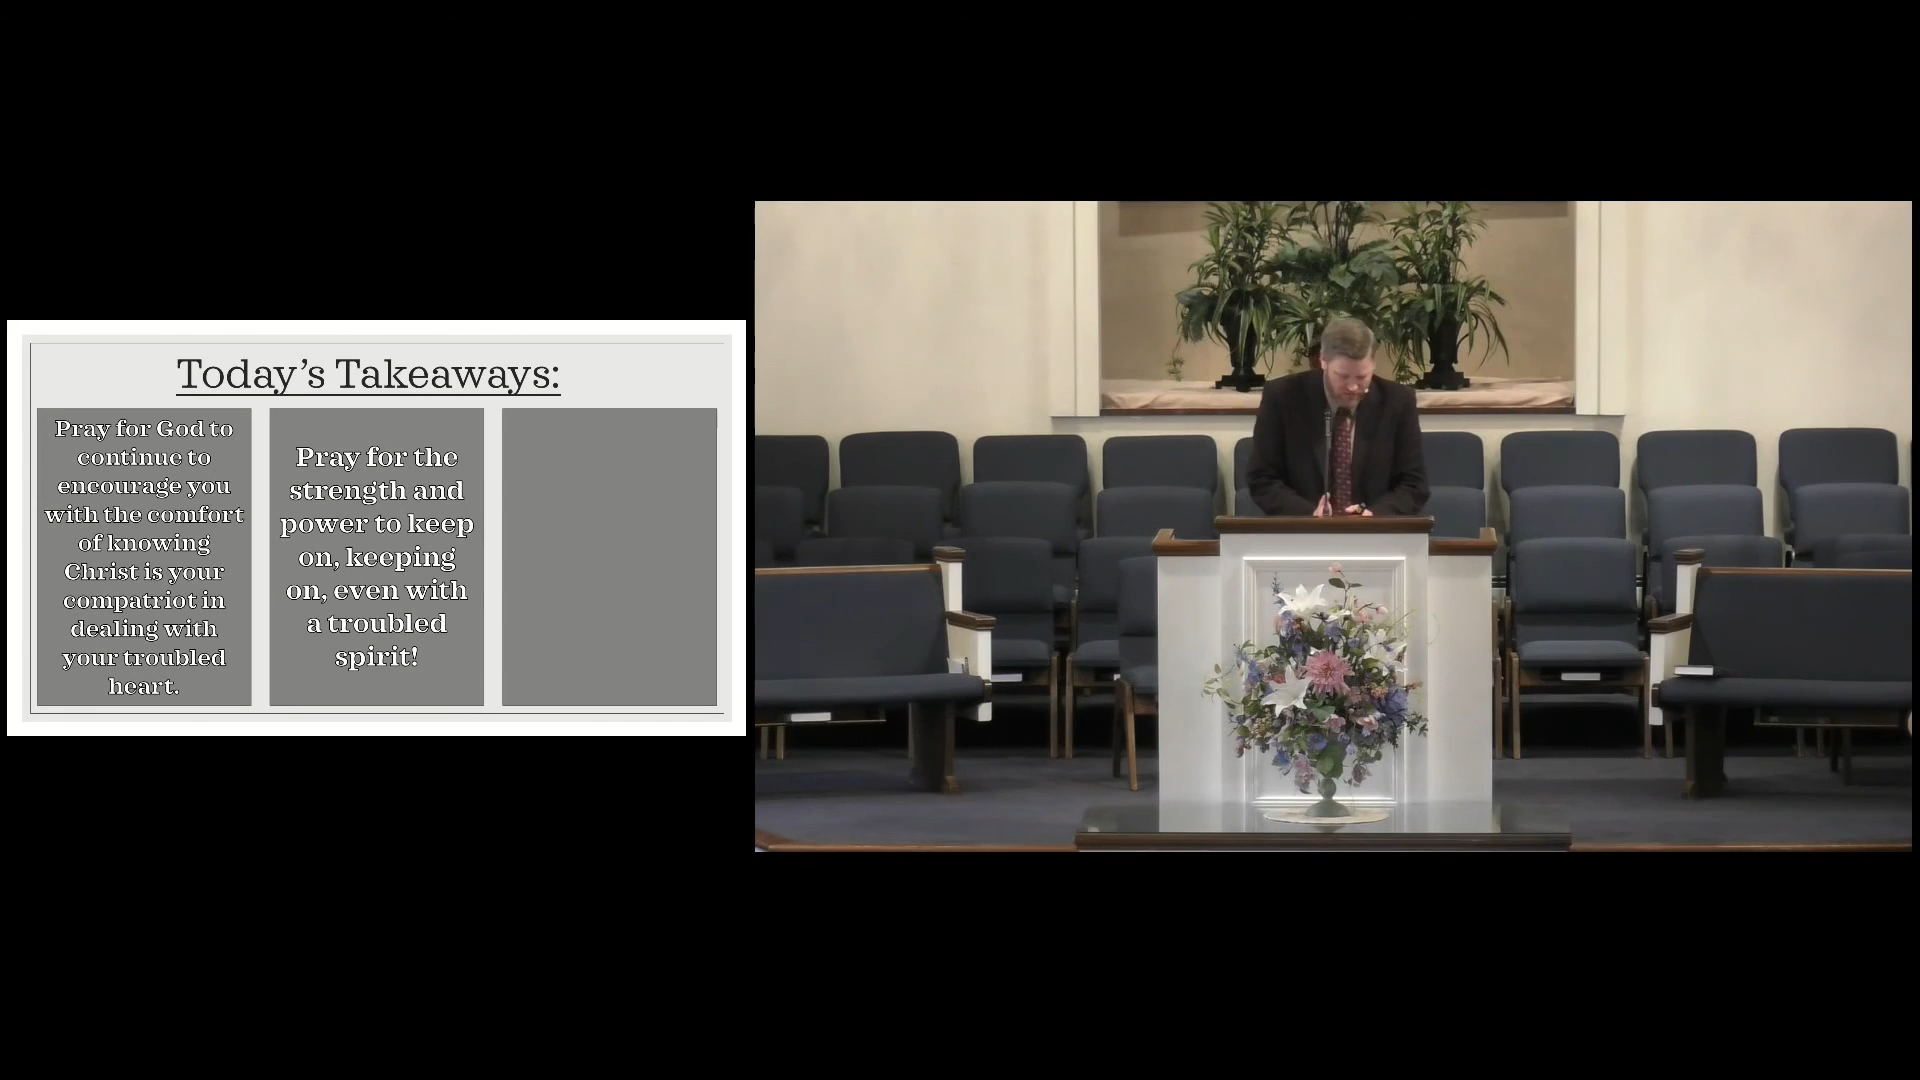 Today's Takeaways:
Pray for God to
continue to
encourage you
with the comfort
of knowing
Christ is your
compatriot in
dealing with
your troubled
heart.
Pray for the
strength and
power to keep
on, keeping
on, even with
a troubled
spirit!